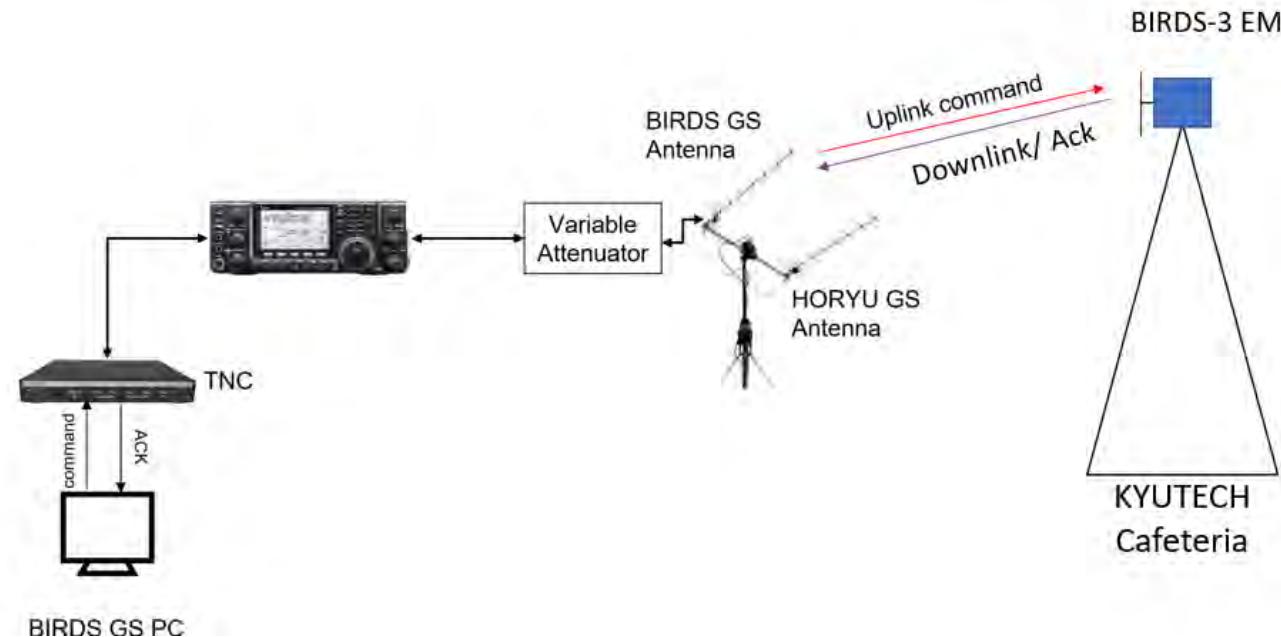 BIRDS-3 EM
Uplink command
Downlink/ Ack
BIRDS GS
Antenna
Variable
Attenuator
HORYU GS
Antenna
TNC
command
ACK
KYUTECH
Cafeteria
BIRDS GS PC